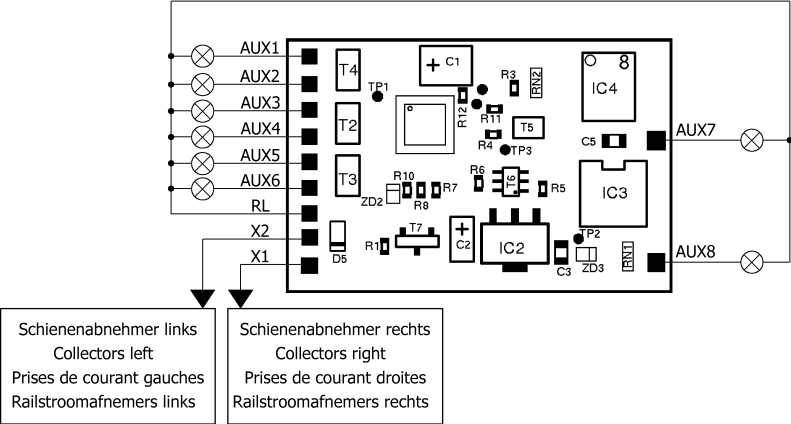 AUX1
AUX2
AUX3
AUX4
AUX5
AUX6
RL
X2
X1
T4
TP1
C1
R12
R11
R3
RN2
8
IC4
T2
R4
T5
TP3
C5
AUX7
T3
R10
ZD2
R8
R7
R6
T6
R5
IC3
D5
R1
T7
C2
IC2
C3
TP2
ZD3
RN1
AUX8
Schienenabnehmer links
Collectors left
Prises de courant gauches
Railstroomafnemers links
Schienenabnehmer rechts
Collectors right
Prises de courant droites
Railstroomafnemers rechts